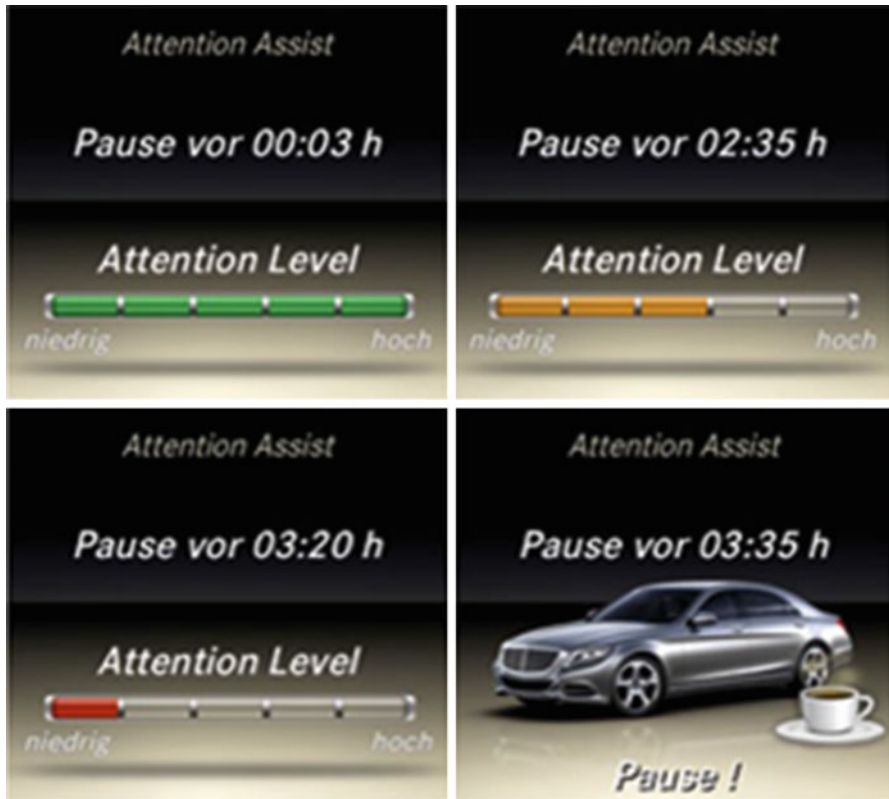 Attention Assist
Pause vor 00:03 h
Attention Level
niedrig hoch
Attention Assist
Pause vor 02:35 h
Attention Level
niedrig hoch
Attention Assist
Pause vor 03:20 h
Attention Level
niedrig hoch
Attention Assist
Pause vor 03:35 h
Pause !